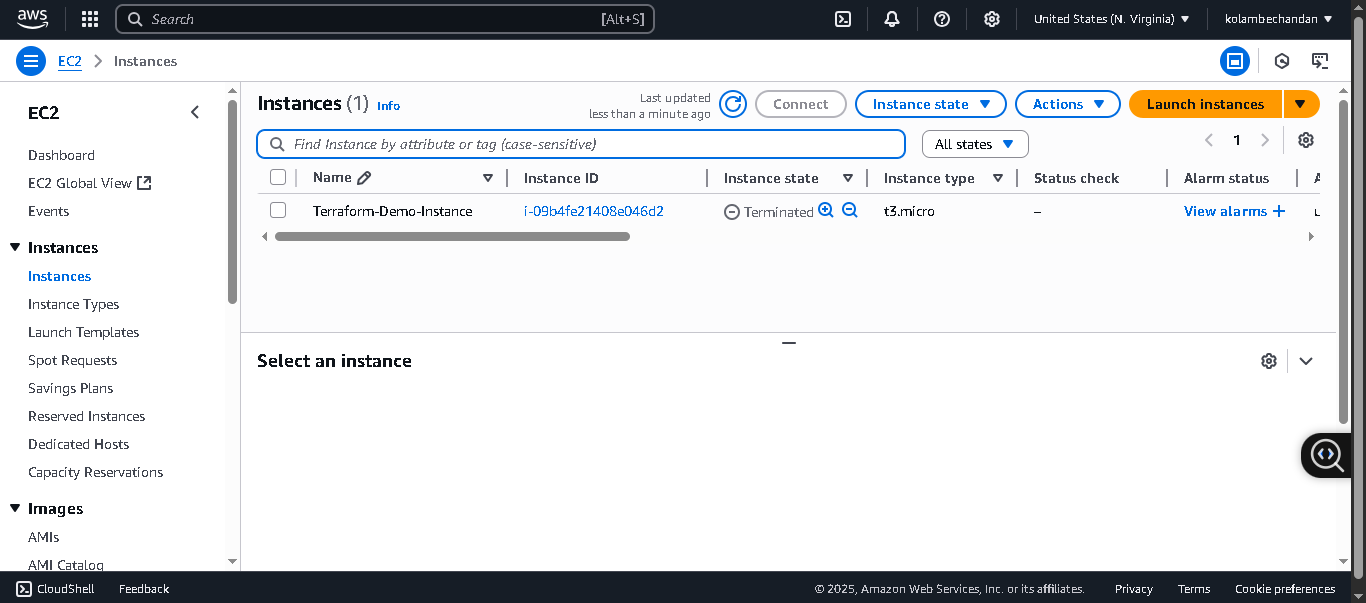 aws
Search [Alt+S]
United States (N. Virginia)
kolambechandan
EC2
Instances
EC2
Dashboard
EC2 Global View
Events
Instances
Instances
Instance Types
Launch Templates
Spot Requests
Savings Plans
Reserved Instances
Dedicated Hosts
Capacity Reservations
Images
AMIs
AMI Catalog
Instances (1) Info
Last updated
less than a minute ago
Connect
Instance state
Actions
Launch instances
Find Instance by attribute or tag (case-sensitive)
All states
1
Name Instance ID Instance state Instance type Status check Alarm status
Terraform-Demo-Instance i-09b4fe21408e046d2 Terminated t3.micro – View alarms +
Select an instance
CloudShell Feedback © 2025, Amazon Web Services, Inc. or its affiliates. Privacy Terms Cookie preferences